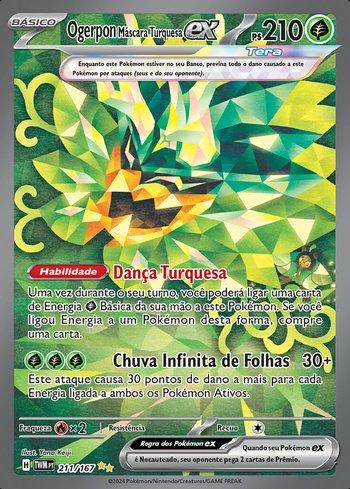 BÁSICO
Ogerpon Máscara Turquesa ex PS 210
Tera
Enquanto este Pokémon estiver no seu Banco, previna todo o dano causado a este
Pokémon por ataques (seus e do seu oponente).
Habilidade Dança Turquesa
Uma vez durante o seu turno, você poderá ligar uma carta
de Energia Básica da sua mão a este Pokémon. Se você
ligou Energia a um Pokémon desta forma, compre
uma carta.
Chuva Infinita de Folhas 30+
Este ataque causa 30 pontos de dano a mais para cada
Energia ligada a ambos os Pokémon Ativos.
Fraqueza ×2 Resistência Recuo
Ilust. Yano Keiji
Regra dos Pokémon ex Quando seu Pokémon ex
é Nocauteado, seu oponente pega 2 cartas de Prêmio.
H TWM PT 211/167
©2024 Pokémon/Nintendo/Creatures/GAME FREAK